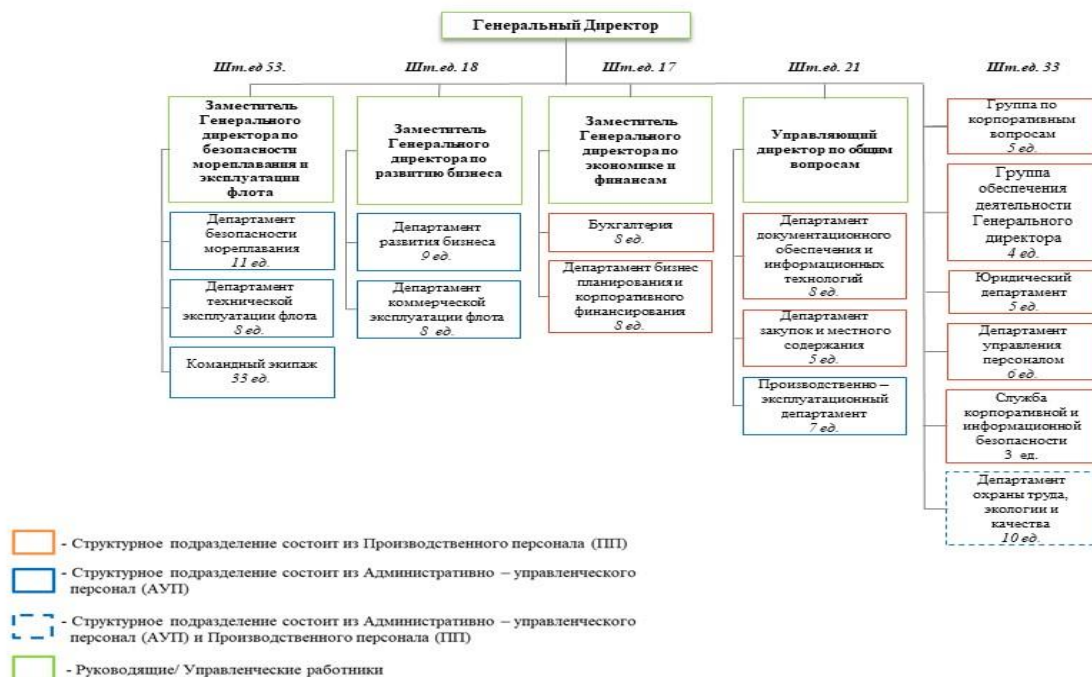 Генеральный Директор
Шт.ед 53.
Шт.ед. 18
Шт.ед. 17
Шт.ед. 21
Шт.ед. 33
Заместитель
Генерального
директора по
безопасности
мореплавания и
эксплуатации
флота
Департамент
безопасности
мореплавания
11 ед.
Департамент
технической
эксплуатации флота
8 ед.
Командный экипаж
33 ед.
Заместитель
Генерального
директора по
развитию бизнеса
Департамент
развития бизнеса
9 ед.
Департамент
коммерческой
эксплуатации флота
8 ед.
Заместитель
Генерального
директора по
экономике и
финансам
Бухгалтерия
8 ед.
Департамент бизнес
планирования и
корпоративного
финансирования
8 ед.
Управляющий
директор по общим
вопросам
Департамент
документационного
обеспечения и
информационных
технологий
8 ед.
Департамент
закупок и местного
содержания
5 ед.
Производственно –
эксплуатационный
департамент
7 ед.
Группа по
корпоративным
вопросам
5 ед.
Группа
обеспечения
деятельности
Генерального
директора
4 ед.
Юридический
департамент
5 ед.
Департамент
управления
персоналом
6 ед.
Служба
корпоративной и
информационной
безопасности
3 ед.
Департамент
охраны труда,
экологии и
качества
10 ед.
- Структурное подразделение состоит из Производственного персонала (ПП)
- Структурное подразделение состоит из Административно – управленческого
персонал (АУП)
- Структурное подразделение состоит из Административно – управленческого
персонал (АУП) и Производственного персонала (ПП)
- Руководящие/ Управленческие работники